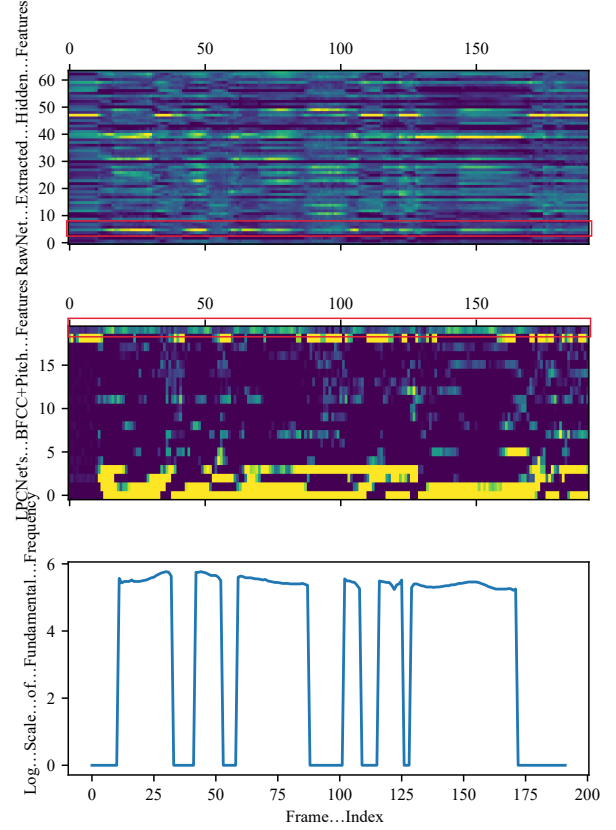 0 50 100 150
60
50
40
30
20
10
0
RawNet...Extracted...Hidden...Features
0 50 100 150
15
10
5
0
LPCNet's...BFCC+Pitch...Features
6
4
2
0
Log...Scale...of...Fundamental...Frequency
0 25 50 75 100 125 150 175 200
Frame...Index